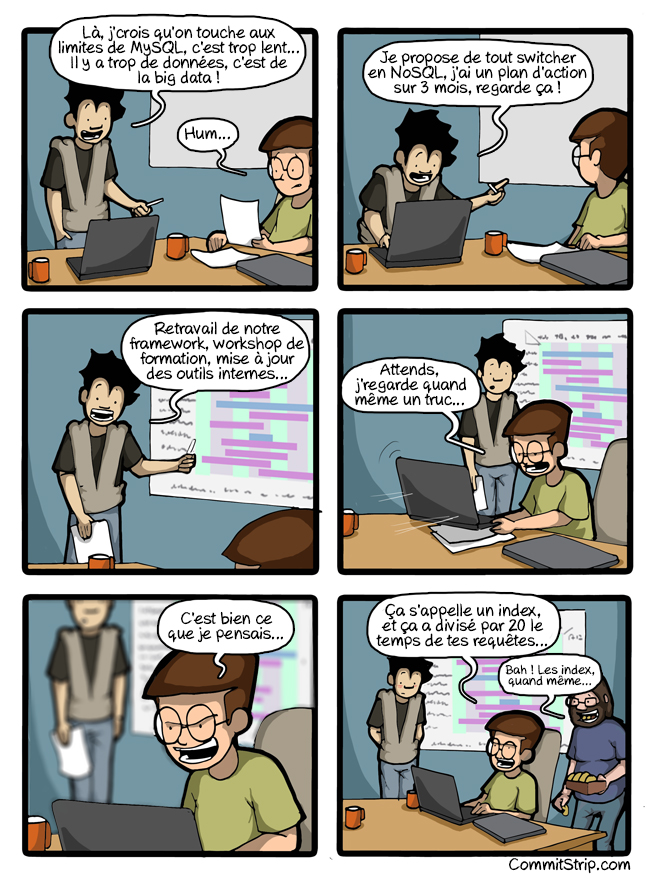 Là, j'crois qu'on touche aux
limites de MySQL, c'est trop lent...
Il y a trop de données, c'est de
la big data !
Hum...
Je propose de tout switcher
en NoSQL, j'ai un plan d'action
sur 3 mois, regarde ça !
Retravail de notre
framework, workshop de
formation, mise à jour
des outils internes...
Attends,
j'regarde quand
même un truc...
C'est bien ce
que je pensais...
Ça s'appelle un index,
et ça a divisé par 20 le
temps de tes requêtes...
Bah ! Les index,
quand même...
CommitStrip.com